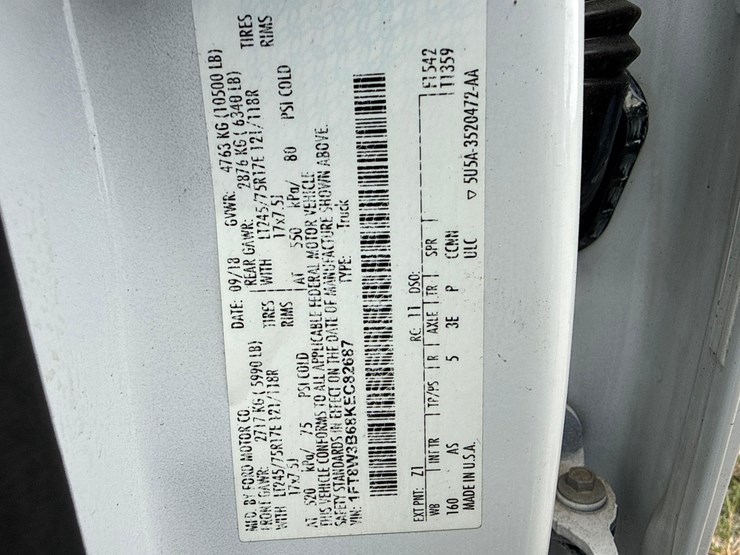 MFD. BY FORD MOTOR CO.
DATE: 09/18 GVWR: 4763 KG (10500 LB)
FRONT GAWR: 2717 KG (5990 LB) REAR GAWR: 2876 KG (6340 LB)
WITH LT245/75R17E 121/118R TIRES WITH LT245/75R17E 121/118R TIRES
17x7.5J RIMS 17x7.5J RIMS
AT 520 kPa/ 75 PSI COLD AT 550 kPa/ 80 PSI COLD
THIS VEHICLE CONFORMS TO ALL APPLICABLE FEDERAL MOTOR VEHICLE
SAFETY STANDARDS IN EFFECT ON THE DATE OF MANUFACTURE SHOWN ABOVE.
VIN: 1FT8W3B68KEC82687 TYPE: Truck
EXT PNT: Z1 RC: 11 DSO: F1542
WB INT TR TP/PS R AXLE TR SPR T1359
160 AS 5 3E P CCNN
MADE IN U.S.A. ULC ▽ 5U5A-3520472-AA